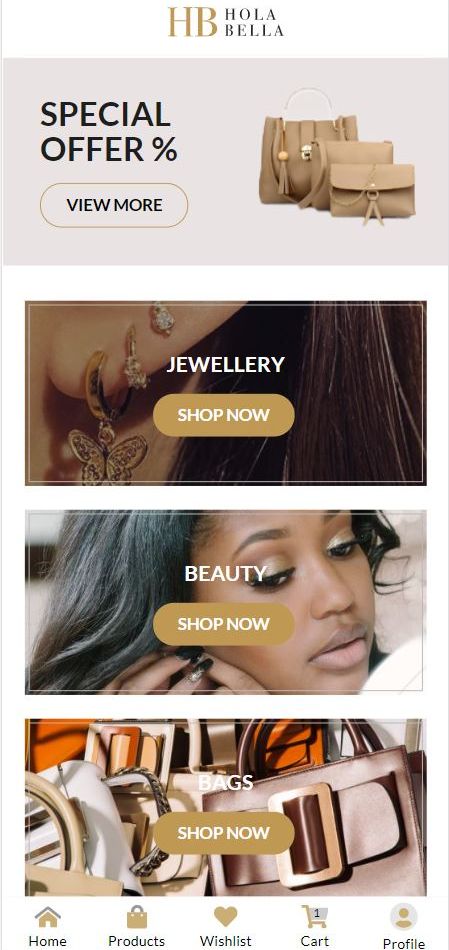 HB HOLA
BELLA
SPECIAL
OFFER %
VIEW MORE
JEWELLERY
SHOP NOW
BEAUTY
SHOP NOW
BAGS
SHOP NOW
1
Home Products Wishlist Cart Profile